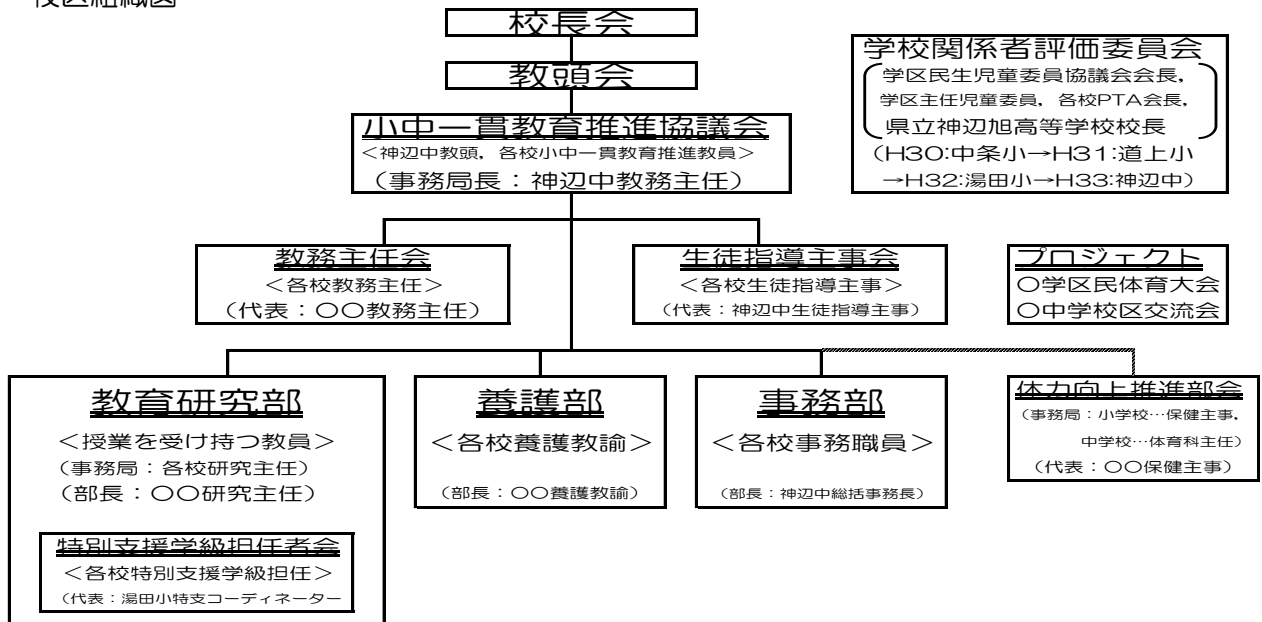 校区組織図
校長会
教頭会
小中一貫教育推進協議会
<神辺中教頭，各校小中一貫教育推進教員>
（事務局長：神辺中教務主任）
学校関係者評価委員会
学区民生児童委員協議会会長，
学区主任児童委員，各校PTA会長，
県立神辺旭高等学校校長
（H30:中条小→H31:道上小
→H32:湯田小→H33:神辺中）
教務主任会
<各校教務主任>
（代表：〇〇教務主任）
生徒指導主事会
<各校生徒指導主事>
（代表：神辺中生徒指導主事）
プロジェクト
〇学区民体育大会
〇中学校区交流会
教育研究部
<授業を受け持つ教員>
（事務局：各校研究主任）
（部長：〇〇研究主任）
特別支援学級担任者会
<各校特別支援学級担任>
（代表：湯田小特支コーディネーター
養護部
<各校養護教諭>
（部長：〇〇養護教諭）
事務部
<各校事務職員>
（部長：神辺中総括事務長）
体力向上推進部会
（事務局：小学校…保健主事，
中学校…体育科主任）
（代表：〇〇保健主事）